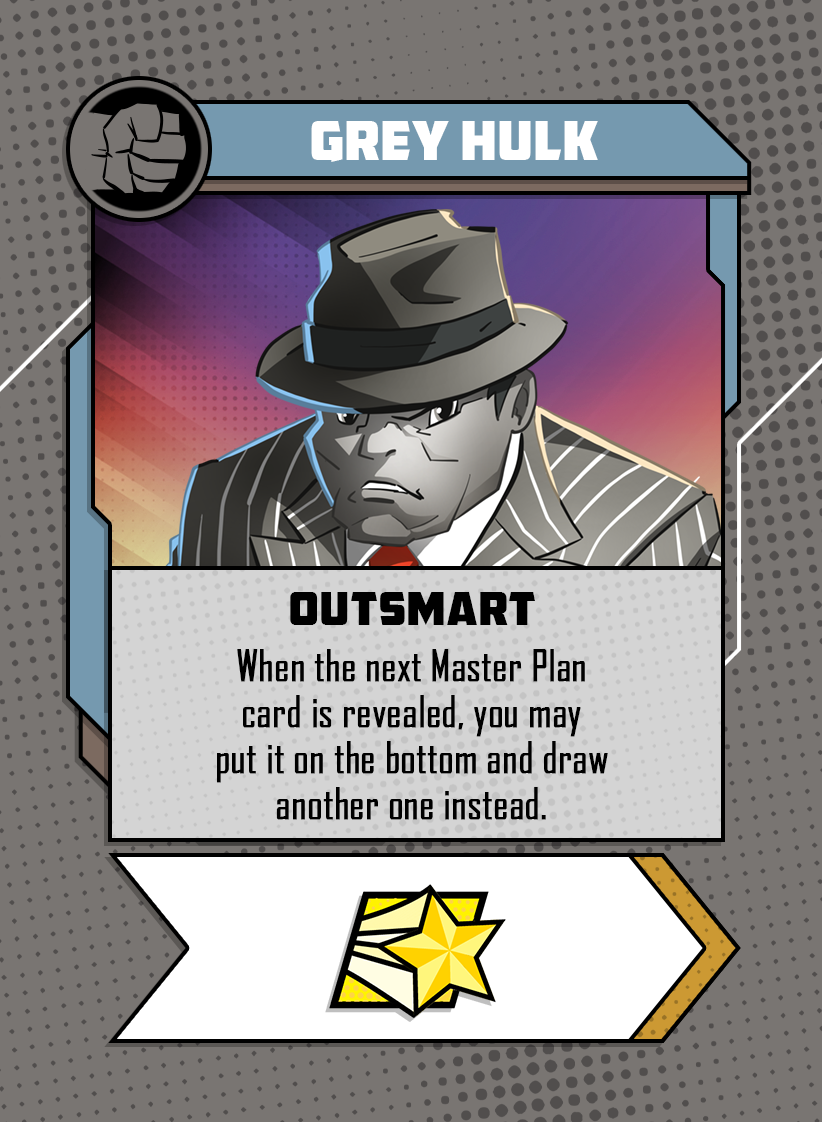 GREY HULK
OUTSMART
When the next Master Plan
card is revealed, you may
put it on the bottom and draw
another one instead.